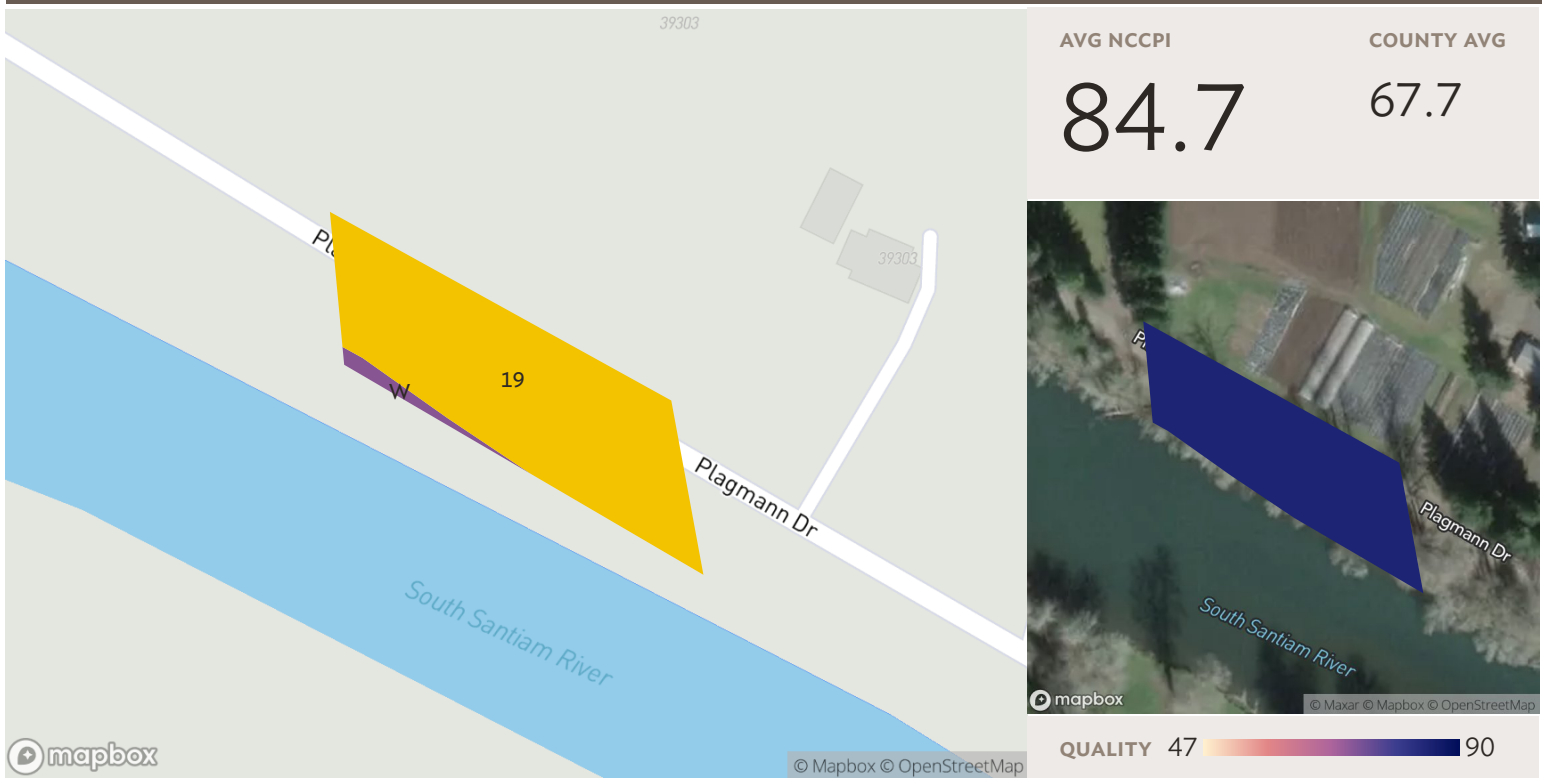 39303
Pla
39303
19
W
Plagmann Dr
South Santiam River
mapbox
© Mapbox © OpenStreetMap
AVG NCCPI
COUNTY AVG
84.7
67.7
Pl
Plagmann Dr
South Santiam River
mapbox
© Maxar © Mapbox © OpenStreetMap
QUALITY 47 90